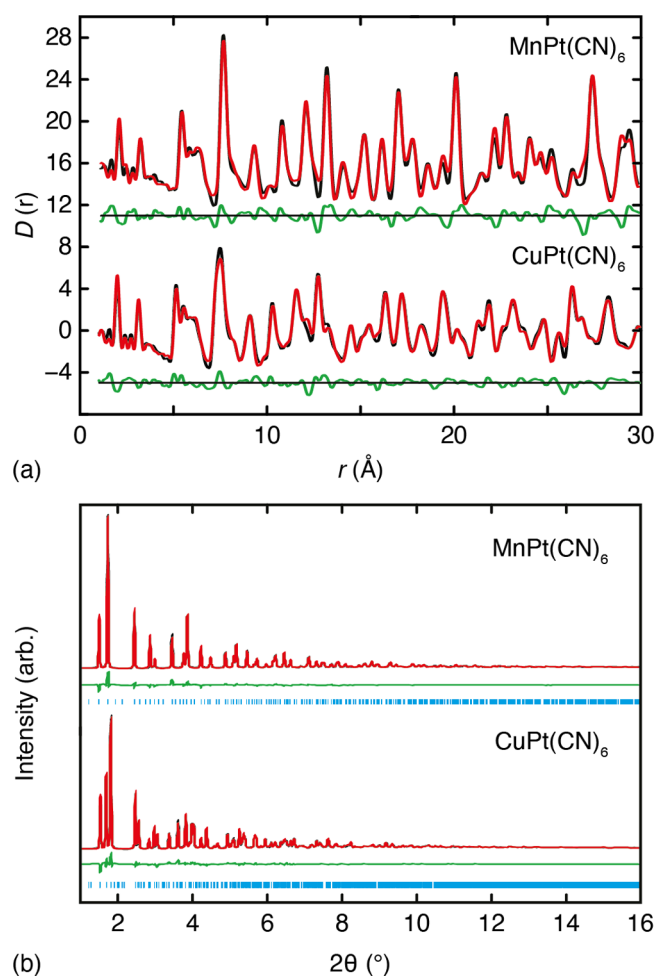 28
24
20
16
12
8
4
0
−4
D (r)
MnPt(CN)₆
CuPt(CN)₆
0 10 20 30
r (Å)
(a)
MnPt(CN)₆
CuPt(CN)₆
Intensity (arb.)
2 4 6 8 10 12 14 16
2θ (°)
(b)